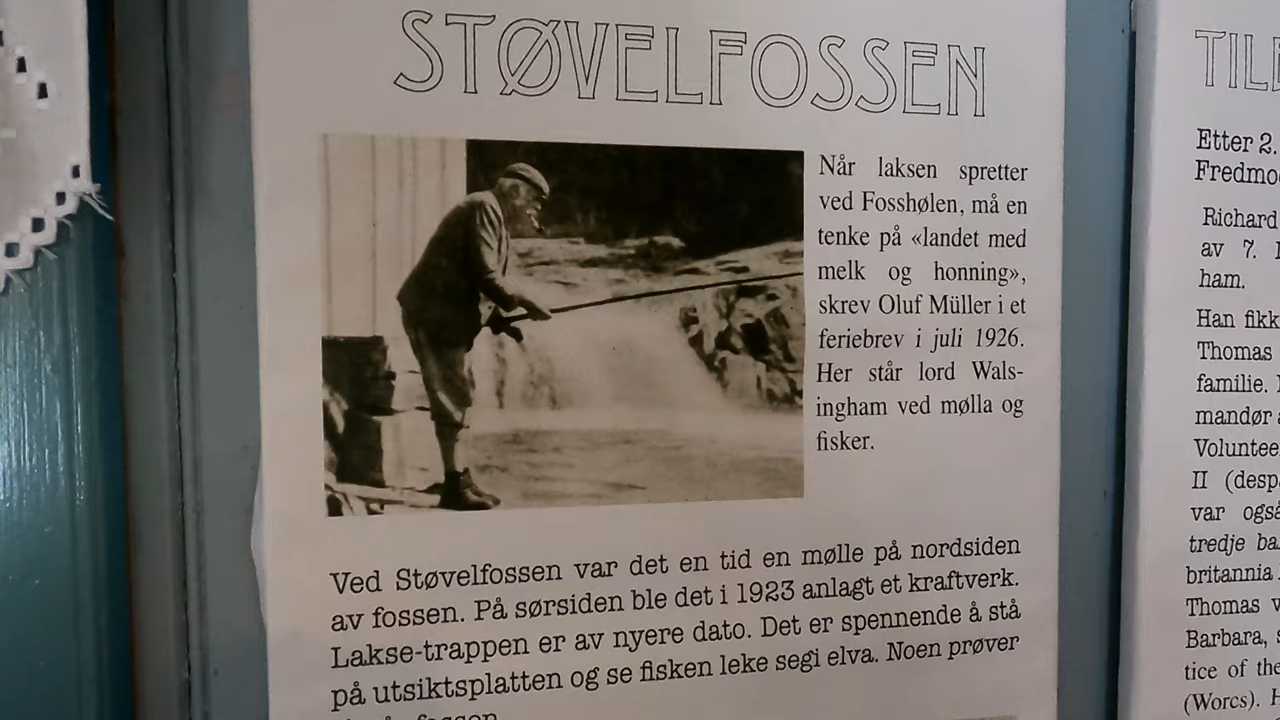 STØVELFOSSEN
Når laksen spretter
ved Fosshølen, må en
tenke på «landet med
melk og honning»,
skrev Oluf Müller i et
feriebrev i juli 1926.
Her står lord Wals-
ingham ved mølla og
fisker.
Ved Støvelfossen var det en tid en mølle på nordsiden
av fossen. På sørsiden ble det i 1923 anlagt et kraftverk.
Lakse-trappen er av nyere dato. Det er spennende å stå
på utsiktsplatten og se fisken leke segi elva. Noen prøver
fossen
Etter 2.
Fredmo
Richard
av 7.
ham.
Han fikk
Thomas
familie.
mandør
Voluntee
II (desp
var også
tredje ba
britannia
Thomas v
Barbara, s
tice of the
(Worcs). H